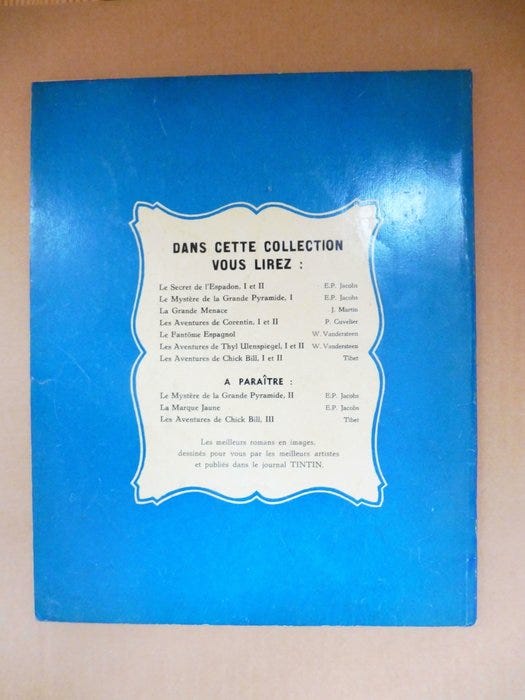 DANS CETTE COLLECTION
VOUS LIREZ :
Le Secret de l'Espadon, I et II E.P. Jacobs
Le Mystère de la Grande Pyramide, I E.P. Jacobs
La Grande Menace J. Martin
Les Aventures de Corentin, I et II P. Cuvelier
Le Fantôme Espagnol W. Vandersteen
Les Aventures de Thyl Ulenspiegel, I et II W. Vandersteen
Les Aventures de Chick Bill, I et II Tibet
A PARAÎTRE :
Le Mystère de la Grande Pyramide, II E.P. Jacobs
La Marque Jaune E.P. Jacobs
Les Aventures de Chick Bill, III Tibet
Les meilleurs romans en images,
dessinés pour vous par les meilleurs artistes
et publiés dans le journal TINTIN.